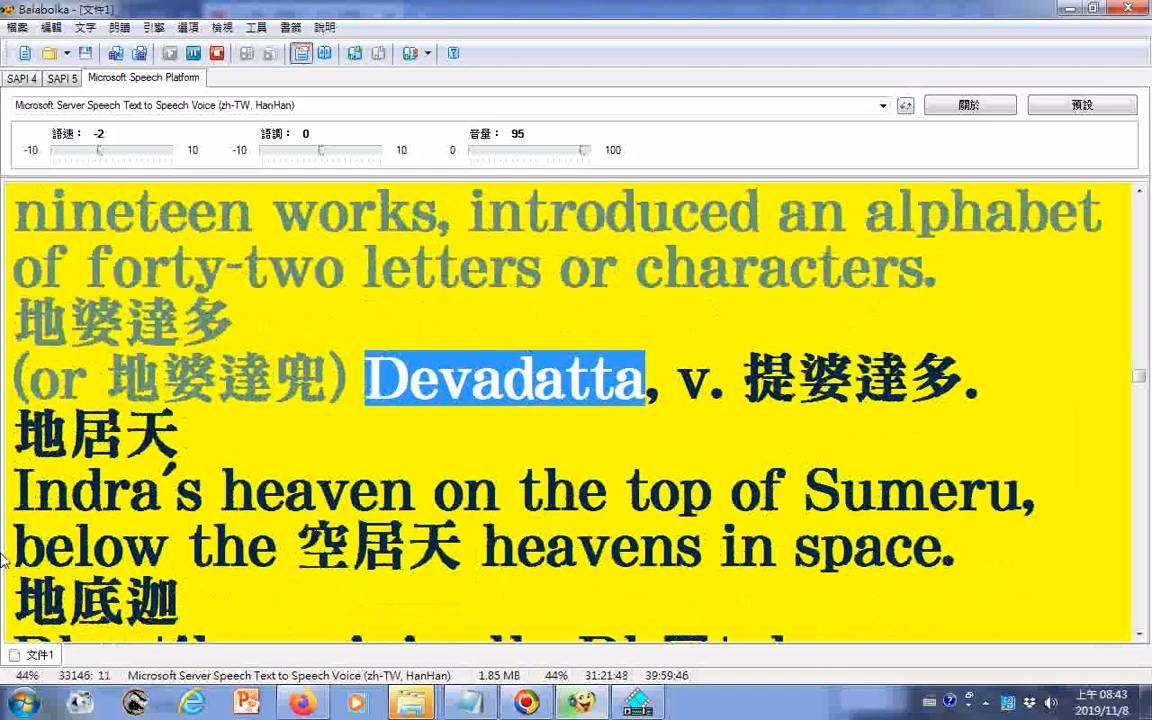 Balabolka - [文件1]
檔案 編輯 文字 朗讀 引擎 選項 檢視 工具 書籤 說明
SAPI 4 SAPI 5 Microsoft Speech Platform
Microsoft Server Speech Text to Speech Voice (zh-TW, HanHan) 關於 預設
語速： -2 語調： 0 音量： 95
-10 10 -10 10 0 100
nineteen works, introduced an alphabet
of forty-two letters or characters.
地婆達多
(or 地婆達兜) Devadatta, v. 提婆達多.
地居天
Indra's heaven on the top of Sumeru,
below the 空居天 heavens in space.
地底迦
文件1
44% 33146: 11 Microsoft Server Speech Text to Speech Voice (zh-TW, HanHan) 1.85 MB 44% 31:21:48 39:59:46
上午 08:43
2019/11/8